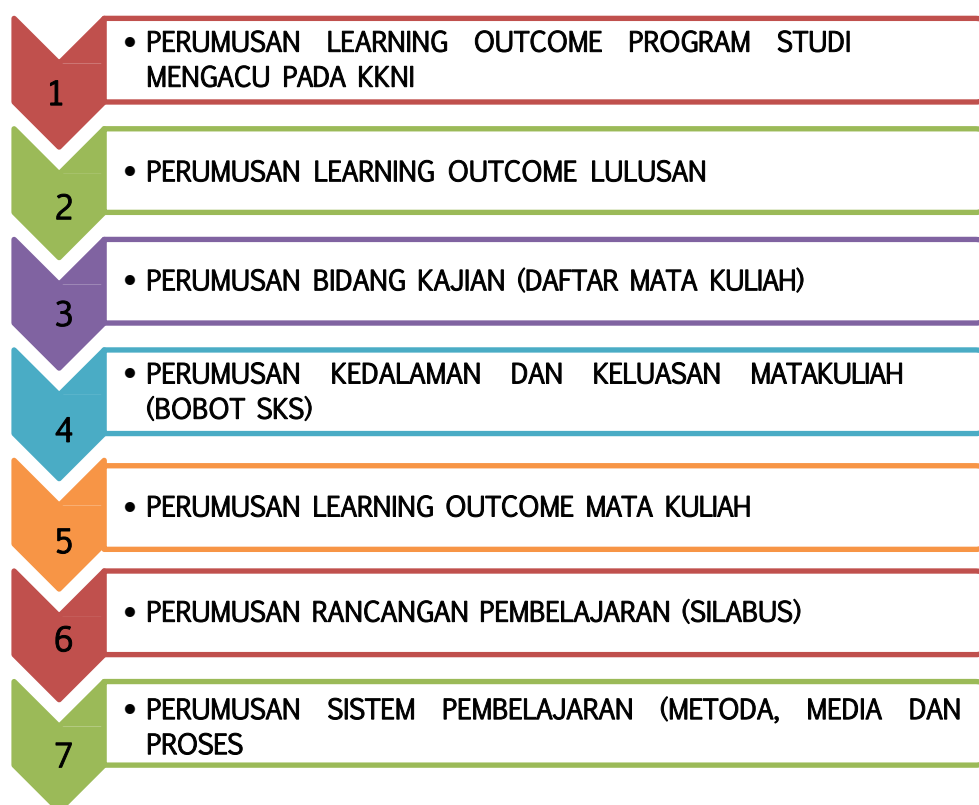 1
• PERUMUSAN LEARNING OUTCOME PROGRAM STUDI
MENGACU PADA KKNI
2
• PERUMUSAN LEARNING OUTCOME LULUSAN
3
• PERUMUSAN BIDANG KAJIAN (DAFTAR MATA KULIAH)
4
• PERUMUSAN KEDALAMAN DAN KELUASAN MATAKULIAH
(BOBOT SKS)
5
• PERUMUSAN LEARNING OUTCOME MATA KULIAH
6
• PERUMUSAN RANCANGAN PEMBELAJARAN (SILABUS)
7
• PERUMUSAN SISTEM PEMBELAJARAN (METODA, MEDIA DAN
PROSES